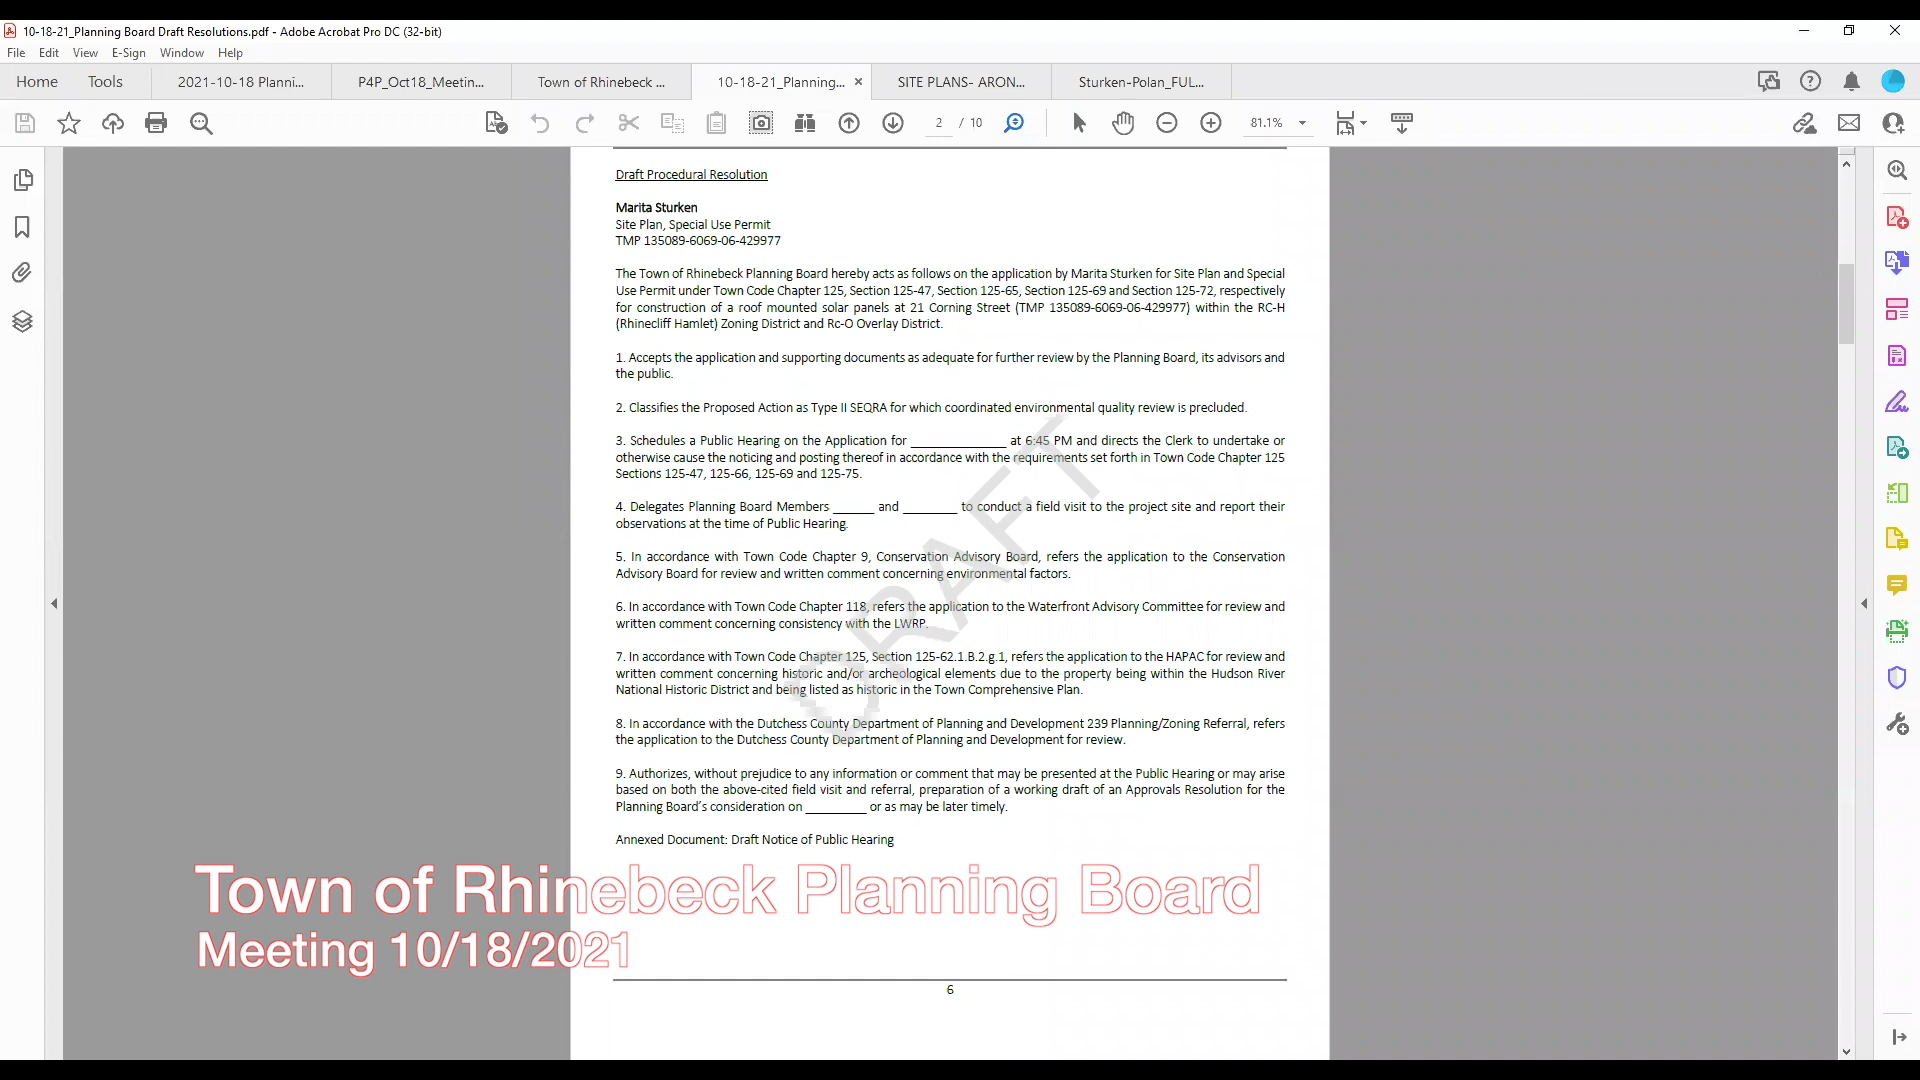 10-18-21_Planning Board Draft Resolutions.pdf - Adobe Acrobat Pro DC (32-bit)
File Edit View E-Sign Window Help
Home Tools 2021-10-18 Planni... P4P_Oct18_Meetin... Town of Rhinebeck ... 10-18-21_Planning... × SITE PLANS- ARON... Sturken-Polan_FUL...
2 / 10 81.1%
Draft Procedural Resolution
Marita Sturken
Site Plan, Special Use Permit
TMP 135089-6069-06-429977
The Town of Rhinebeck Planning Board hereby acts as follows on the application by Marita Sturken for Site Plan and Special
Use Permit under Town Code Chapter 125, Section 125-47, Section 125-65, Section 125-69 and Section 125-72, respectively
for construction of a roof mounted solar panels at 21 Corning Street (TMP 135089-6069-06-429977) within the RC-H
(Rhinecliff Hamlet) Zoning District and Rc-O Overlay District.
1. Accepts the application and supporting documents as adequate for further review by the Planning Board, its advisors and
the public.
2. Classifies the Proposed Action as Type II SEQRA for which coordinated environmental quality review is precluded.
3. Schedules a Public Hearing on the Application for ______________ at 6:45 PM and directs the Clerk to undertake or
otherwise cause the noticing and posting thereof in accordance with the requirements set forth in Town Code Chapter 125
Sections 125-47, 125-66, 125-69 and 125-75.
4. Delegates Planning Board Members ______ and ________ to conduct a field visit to the project site and report their
observations at the time of Public Hearing.
5. In accordance with Town Code Chapter 9, Conservation Advisory Board, refers the application to the Conservation
Advisory Board for review and written comment concerning environmental factors.
6. In accordance with Town Code Chapter 118, refers the application to the Waterfront Advisory Committee for review and
written comment concerning consistency with the LWRP.
7. In accordance with Town Code Chapter 125, Section 125-62.1.B.2.g.1, refers the application to the HAPAC for review and
written comment concerning historic and/or archeological elements due to the property being within the Hudson River
National Historic District and being listed as historic in the Town Comprehensive Plan.
8. In accordance with the Dutchess County Department of Planning and Development 239 Planning/Zoning Referral, refers
the application to the Dutchess County Department of Planning and Development for review.
9. Authorizes, without prejudice to any information or comment that may be presented at the Public Hearing or may arise
based on both the above-cited field visit and referral, preparation of a working draft of an Approvals Resolution for the
Planning Board's consideration on _________ or as may be later timely.
Annexed Document: Draft Notice of Public Hearing
DRAFT
Town of Rhinebeck Planning Board
Meeting 10/18/2021
6